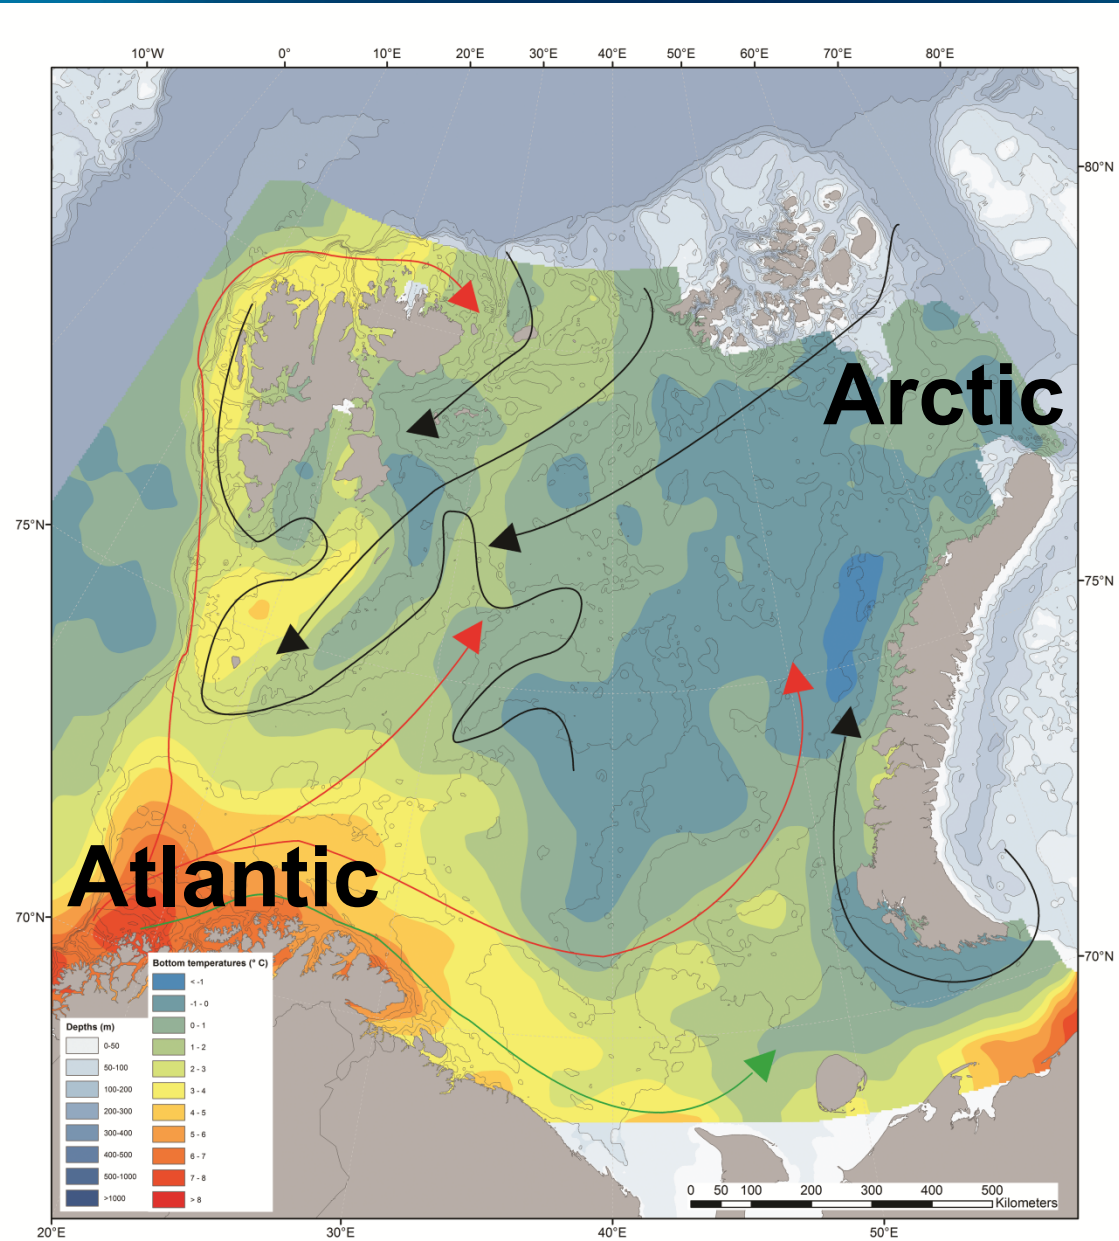 10°W 0° 10°E 20°E 30°E 40°E 50°E 60°E 70°E 80°E
80°N
Arctic
75°N
75°N
Atlantic
70°N
70°N
Bottom temperatures (° C)
< -1
-1 - 0
0 - 1
1 - 2
2 - 3
3 - 4
4 - 5
5 - 6
6 - 7
7 - 8
> 8
Depths (m)
0-50
50-100
100-200
200-300
300-400
400-500
500-1000
>1000
0 50 100 200 300 400 500
Kilometers
20°E 30°E 40°E 50°E